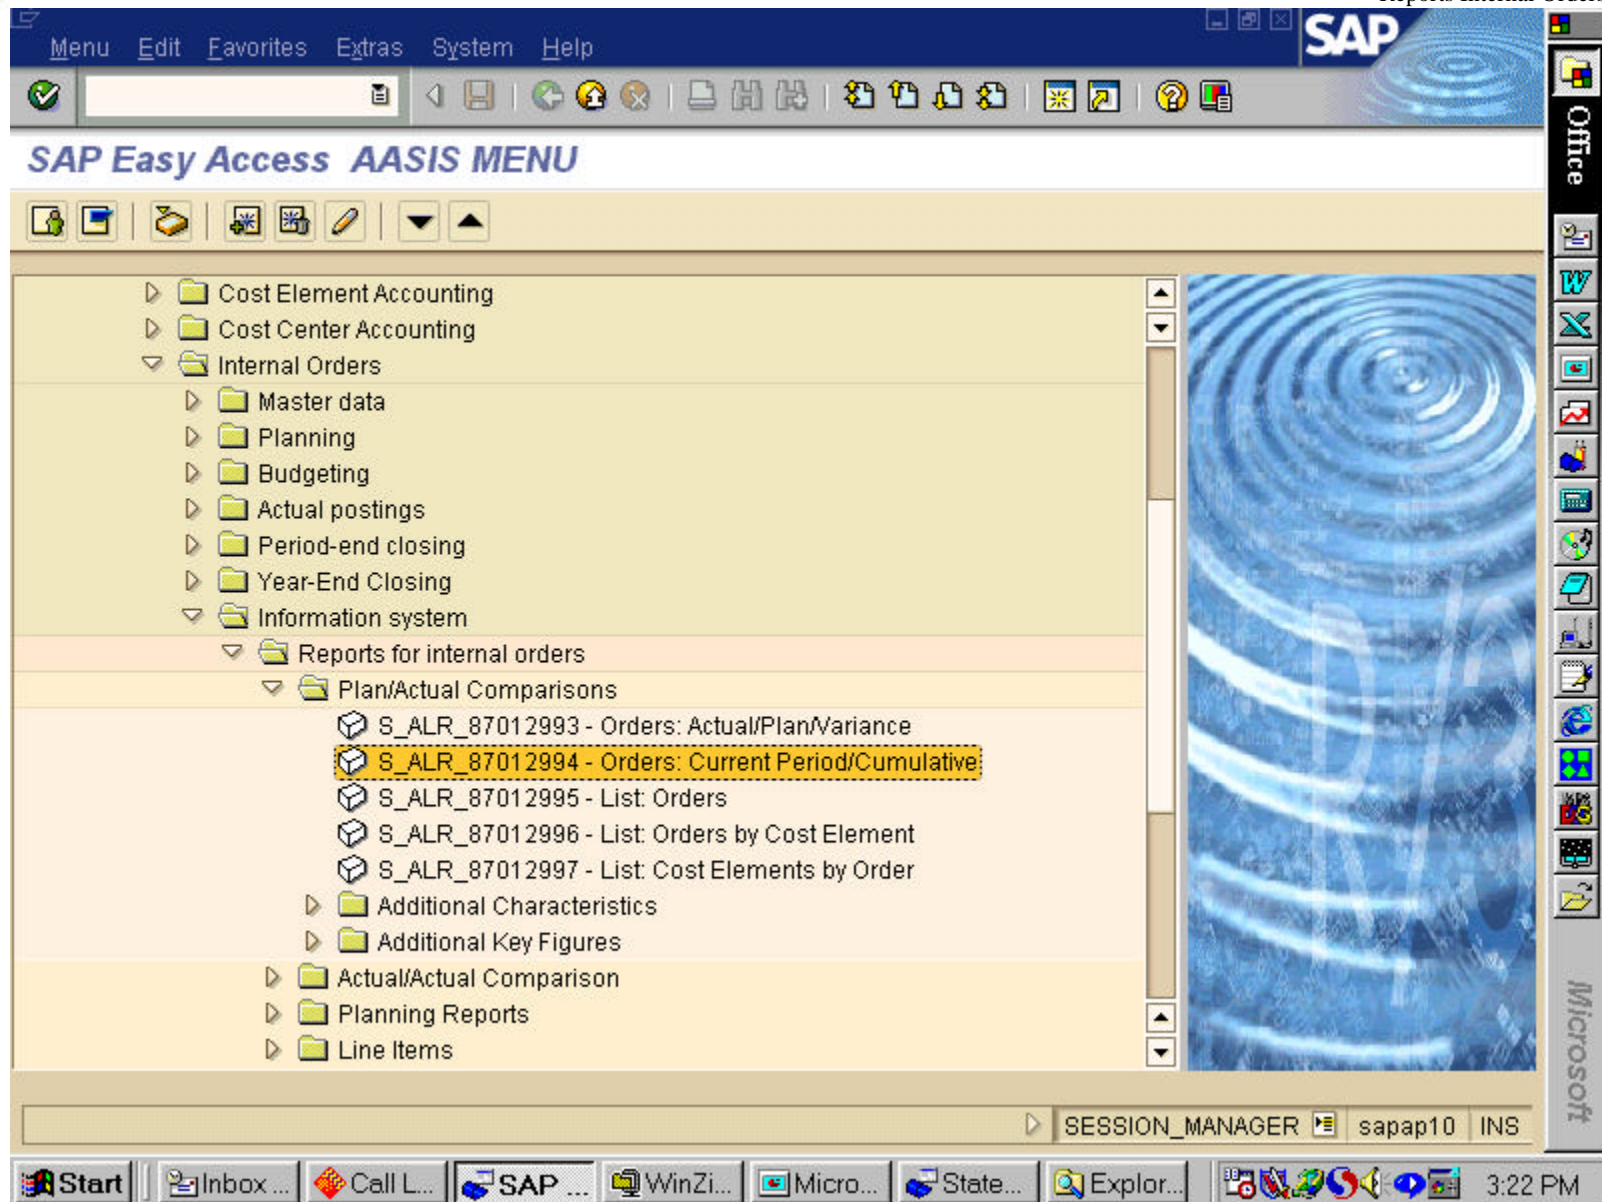 Reports Internal Orders
Menu Edit Favorites Extras System Help
SAP
SAP Easy Access AASIS MENU
Cost Element Accounting
Cost Center Accounting
Internal Orders
Master data
Planning
Budgeting
Actual postings
Period-end closing
Year-End Closing
Information system
Reports for internal orders
Plan/Actual Comparisons
S_ALR_87012993 - Orders: Actual/Plan/Variance
S_ALR_87012994 - Orders: Current Period/Cumulative
S_ALR_87012995 - List: Orders
S_ALR_87012996 - List: Orders by Cost Element
S_ALR_87012997 - List: Cost Elements by Order
Additional Characteristics
Additional Key Figures
Actual/Actual Comparison
Planning Reports
Line Items
R/3
SESSION_MANAGER sapap10 INS
Start Inbox ... Call L... SAP ... WinZi... Micro... State... Explor... 3:22 PM
Office
Microsoft